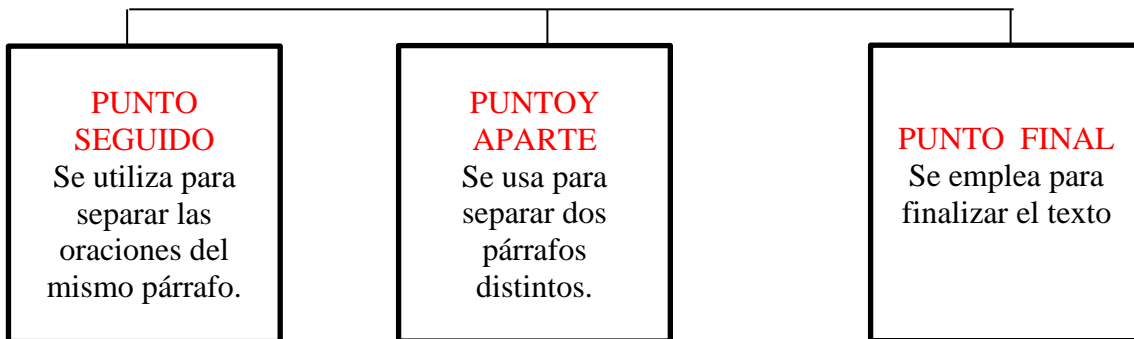 PUNTO
SEGUIDO
Se utiliza para
separar las
oraciones del
mismo párrafo.
PUNTOY
APARTE
Se usa para
separar dos
párrafos
distintos.
PUNTO FINAL
Se emplea para
finalizar el texto